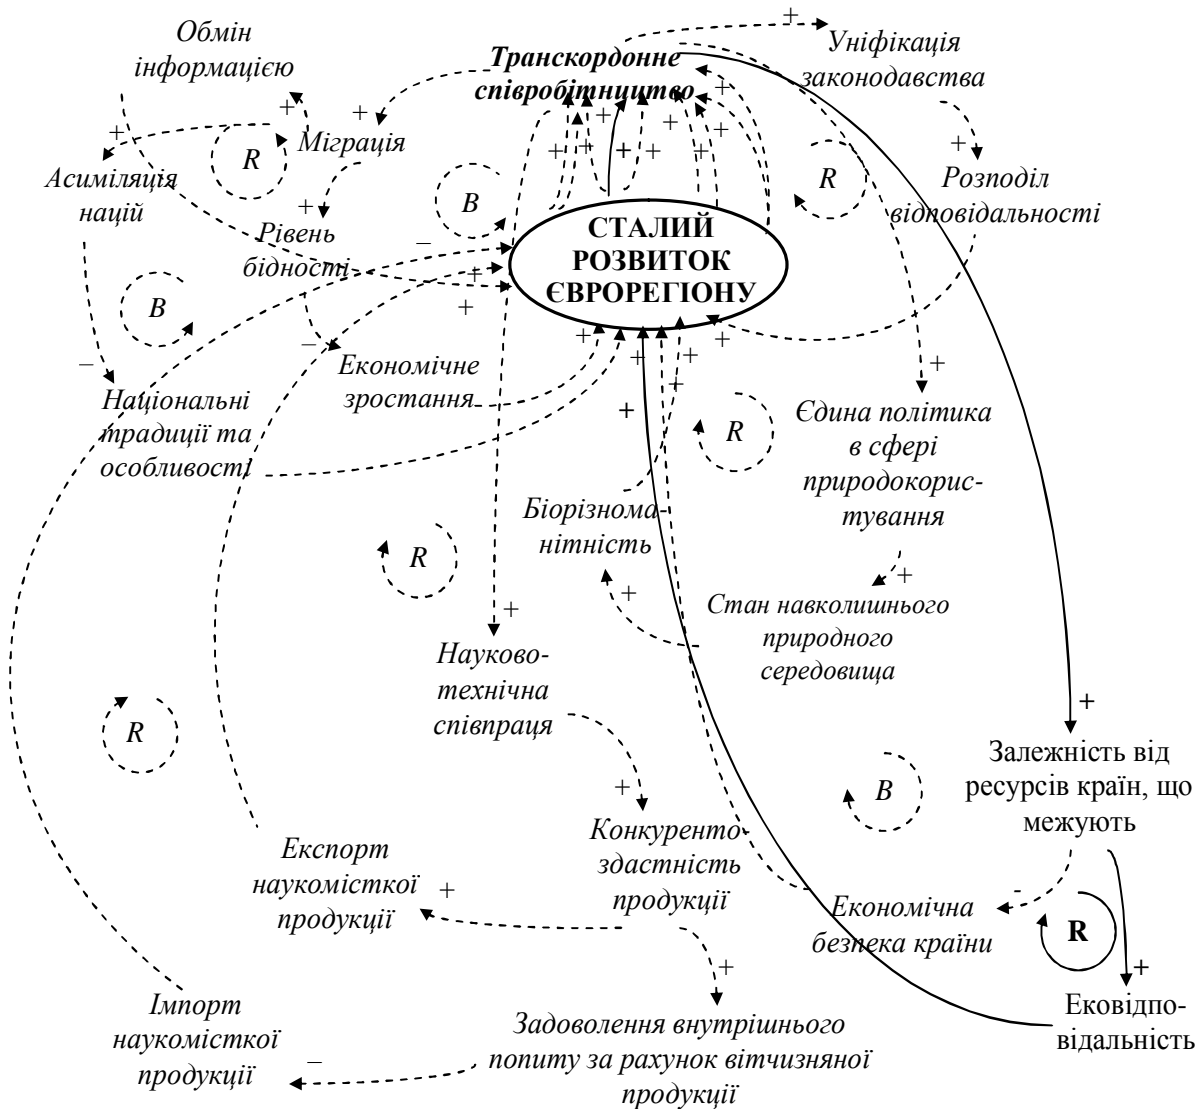 Обмін
інформацією
Транскордонне
співробітництво
Уніфікація
законодавства
Міграція
Асиміляція
націй
Розподіл
відповідальності
Рівень
бідності
СТАЛИЙ
РОЗВИТОК
ЄВРОРЕГІОНУ
Економічне
зростання
Національні
традиції та
особливості
Єдина політика
в сфері
природокорис-
тування
Біорізнома-
нітність
Стан навколишнього
природного
середовища
Науково-
технічна
співпраця
Залежність від
ресурсів країн, що
межують
Конкуренто-
здастність
продукції
Експорт
наукомісткої
продукції
Економічна
безпека країни
Імпорт
наукомісткої
продукції
Задоволення внутрішнього
попиту за рахунок вітчизняної
продукції
Ековідпо-
відальність
R
B
R
B
R
R
R
B
R